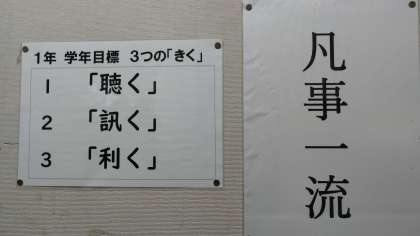 1年 学年目標 3つの「きく」
1 「聴く」
2 「訊く」
3 「利く」
凡事一流